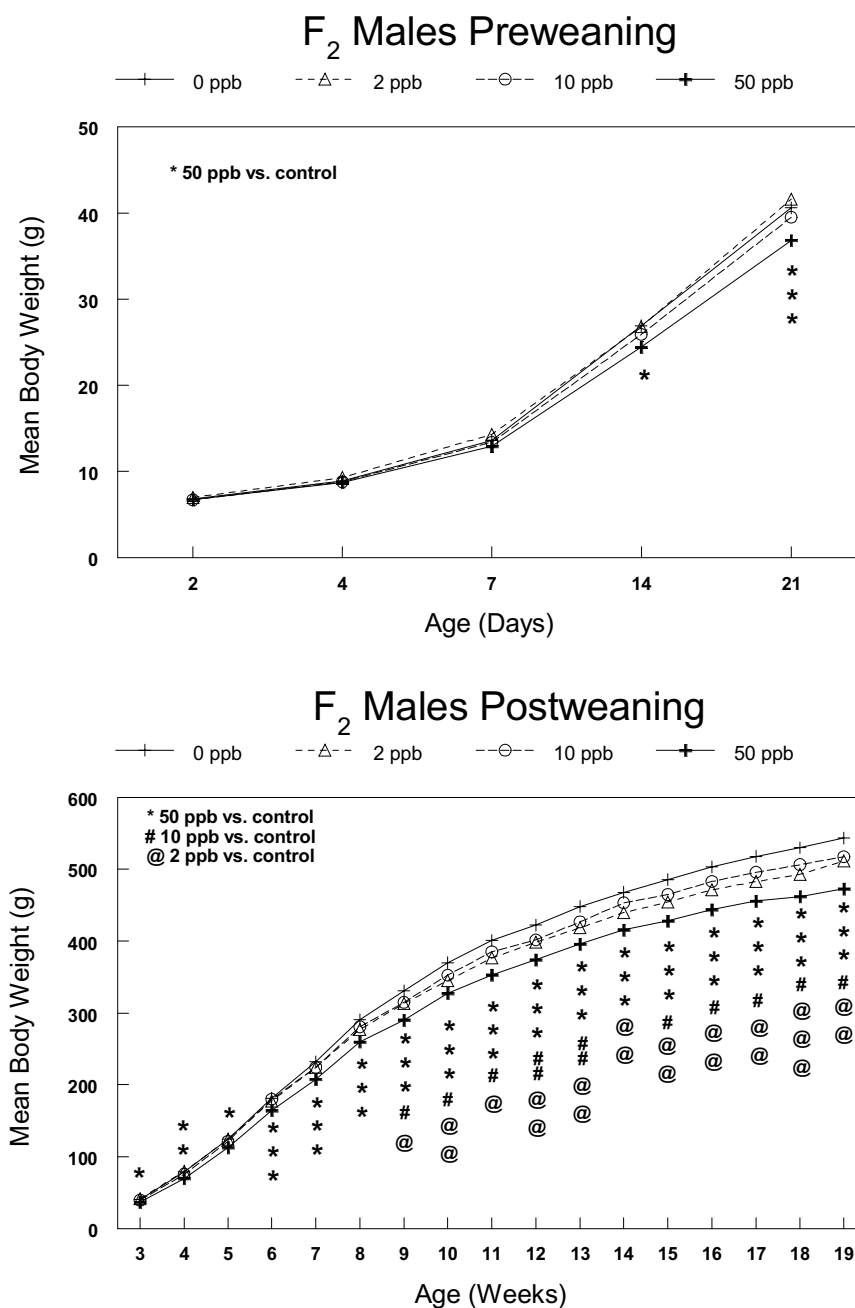 F2 Males Preweaning
0 ppb 2 ppb 10 ppb 50 ppb
50
* 50 ppb vs. control
40
30
*
*
*
20
*
10
0
2 4 7 14 21
Mean Body Weight (g)
Age (Days)
F2 Males Postweaning
0 ppb 2 ppb 10 ppb 50 ppb
600
* 50 ppb vs. control
# 10 ppb vs. control
@ 2 ppb vs. control
500
400
300
200
100
0
* 
* *
*
* * *
* * *
* * *
* * * # @
* * * # @ @
* * * # @
* * * # # @ @
* * * # # @ @
* * * @ @
* * * # @ @
* * * # @ @
* * * # @ @
* * * # @ @ @
* * * # @ @
3 4 5 6 7 8 9 10 11 12 13 14 15 16 17 18 19
Mean Body Weight (g)
Age (Weeks)